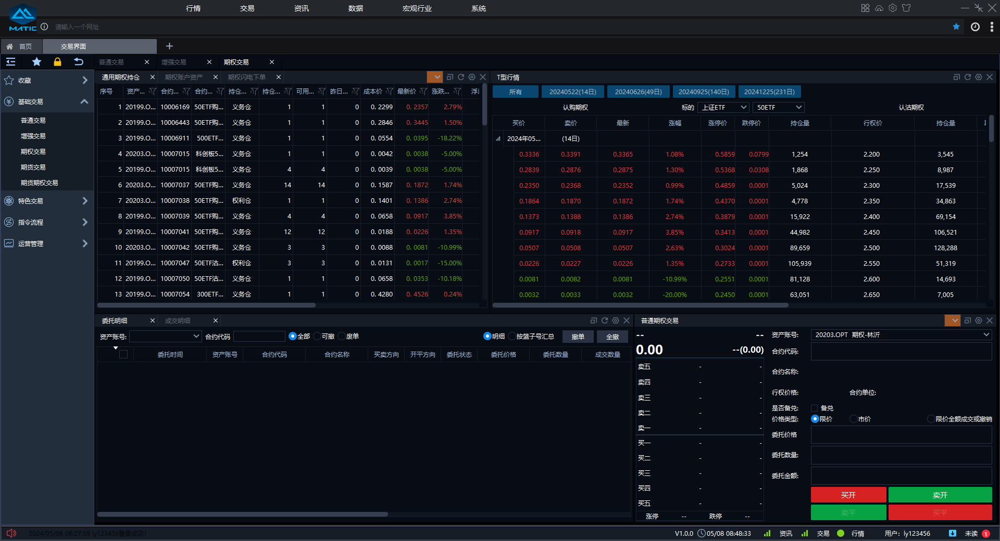 行情 交易 资讯 数据 宏观行业 系统
MATIC 请输入一个网址
首页 交易界面
普通交易 增强交易 期权交易
收藏
基础交易
普通交易
增强交易
期权交易
期货交易
期货期权交易
特色交易
指令流程
运营管理
通用期权持仓 期权账户资产 期权闪电下单
序号 资产... 合约... 合约... 持仓... 持仓... 可用... 昨日... 成本价 最新价 涨跌...
1 20199.O... 10006169 50ETF购... 义务仓 1 1 0 0.2299 0.2357 2.79%
2 20199.O... 10006443 50ETF购... 义务仓 1 1 0 0.2846 0.3445 1.50%
3 20199.O... 10006911 500ETF... 义务仓 1 1 0 0.0554 0.0395 -18.22%
4 20203.O... 10007015 科创板5... 义务仓 1 1 0 0.0042 0.0038 -5.00%
5 20199.O... 10007015 科创板5... 义务仓 4 4 0 0.0039 0.0038 -5.00%
6 20203.O... 10007037 50ETF购... 义务仓 14 14 0 0.1587 0.1872 1.74%
7 20203.O... 10007038 50ETF购... 权利仓 1 1 0 0.1401 0.1386 2.74%
8 20199.O... 10007039 50ETF购... 义务仓 4 4 0 0.0658 0.0917 3.85%
9 20199.O... 10007041 50ETF购... 义务仓 12 12 0 0.0188 0.0226 1.35%
10 20203.O... 10007042 50ETF购... 义务仓 3 3 0 0.0088 0.0081 -10.99%
11 20199.O... 10007047 50ETF沽... 权利仓 3 3 0 0.0131 0.0017 -15.00%
12 20199.O... 10007050 50ETF沽... 义务仓 1 1 0 0.0658 0.0353 -10.18%
13 20199.O... 10007054 300ETF... 义务仓 1 1 0 0.4280 0.4526 0.24%
T型行情
所有 20240522(14日) 20240626(49日) 20240925(140日) 20241225(231日)
认购期权 标的 上证ETF 50ETF 认沽期权
买价 卖价 最新 涨幅 涨停价 跌停价 持仓量 行权价 持仓量
2024年05... (14日)
0.3336 0.3391 0.3365 1.08% 0.5859 0.0799 1,254 2.200 3,545
0.2839 0.2876 0.2875 1.30% 0.5368 0.0308 1,868 2.250 8,987
0.2350 0.2368 0.2352 0.99% 0.4859 0.0001 5,024 2.300 17,539
0.1864 0.1870 0.1872 1.74% 0.4370 0.0001 4,778 2.350 34,863
0.1373 0.1388 0.1386 2.74% 0.3879 0.0001 15,922 2.400 69,154
0.0917 0.0918 0.0917 3.85% 0.3413 0.0001 44,982 2.450 106,521
0.0507 0.0508 0.0507 2.63% 0.3024 0.0001 89,659 2.500 128,288
0.0226 0.0227 0.0226 1.35% 0.2733 0.0001 105,939 2.550 51,319
0.0081 0.0082 0.0081 -10.99% 0.2551 0.0001 81,128 2.600 14,693
0.0032 0.0033 0.0032 -20.00% 0.2450 0.0001 63,051 2.650 7,005
委托明细 成交明细
资产账号: 合约代码 全部 可撤 废单 明细 按篮子号汇总 撤单 全撤
委托时间 资产账号 合约代码 合约名称 买卖方向 开平方向 委托状态 委托价格 委托数量 成交数量
普通期权交易
-- --
0.00 --(0.00)
卖五 - -
卖四 - -
卖三 - -
卖二 - -
卖一 - -
买一 - -
买二 - -
买三 - -
买四 - -
买五 - -
涨停 -- 跌停 --
资产账号: 20203.OPT 期权-林沂
合约代码:
合约名称:
行权价格: 合约单位:
是否备兑: 备兑
价格类型: 限价 市价 限价全额成交或撤销
委托价格
委托数量:
委托金额:
买开 卖开
卖平 买平
2024/05/08 08:27:59 ly123456登录成功! V1.0.0 05/08 08:48:33 资讯 交易 行情 用户: ly123456 未读 1